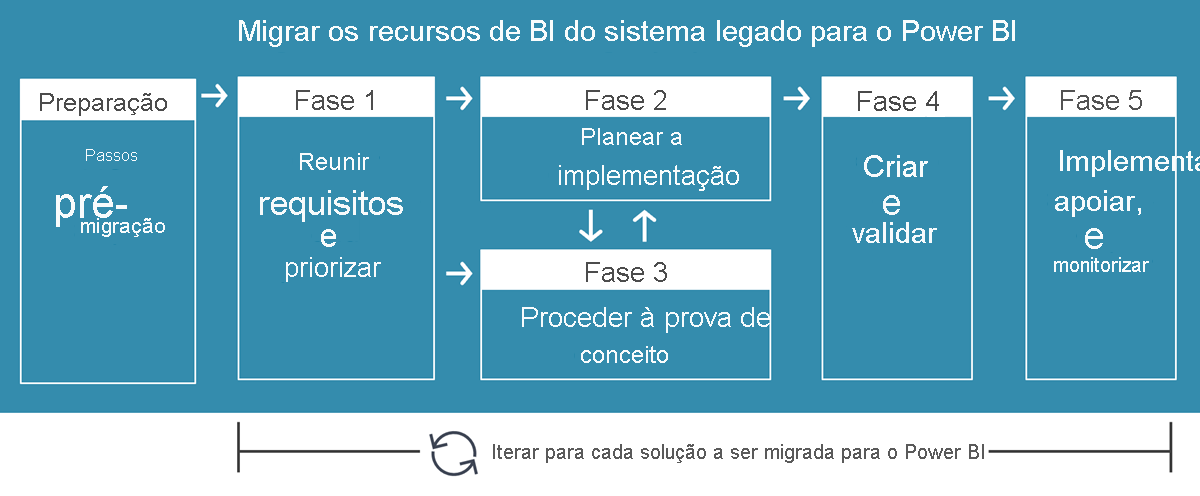 Migrar os recursos de BI do sistema legado para o Power BI
Preparação
Passos
pré-
migração
Fase 1
Reunir
requisitos
e
priorizar
Fase 2
Planear a
implementação
Fase 3
Proceder à prova de
conceito
Fase 4
Criar
e
validar
Fase 5
Implementa
apoiar,
e
monitorizar
Iterar para cada solução a ser migrada para o Power BI